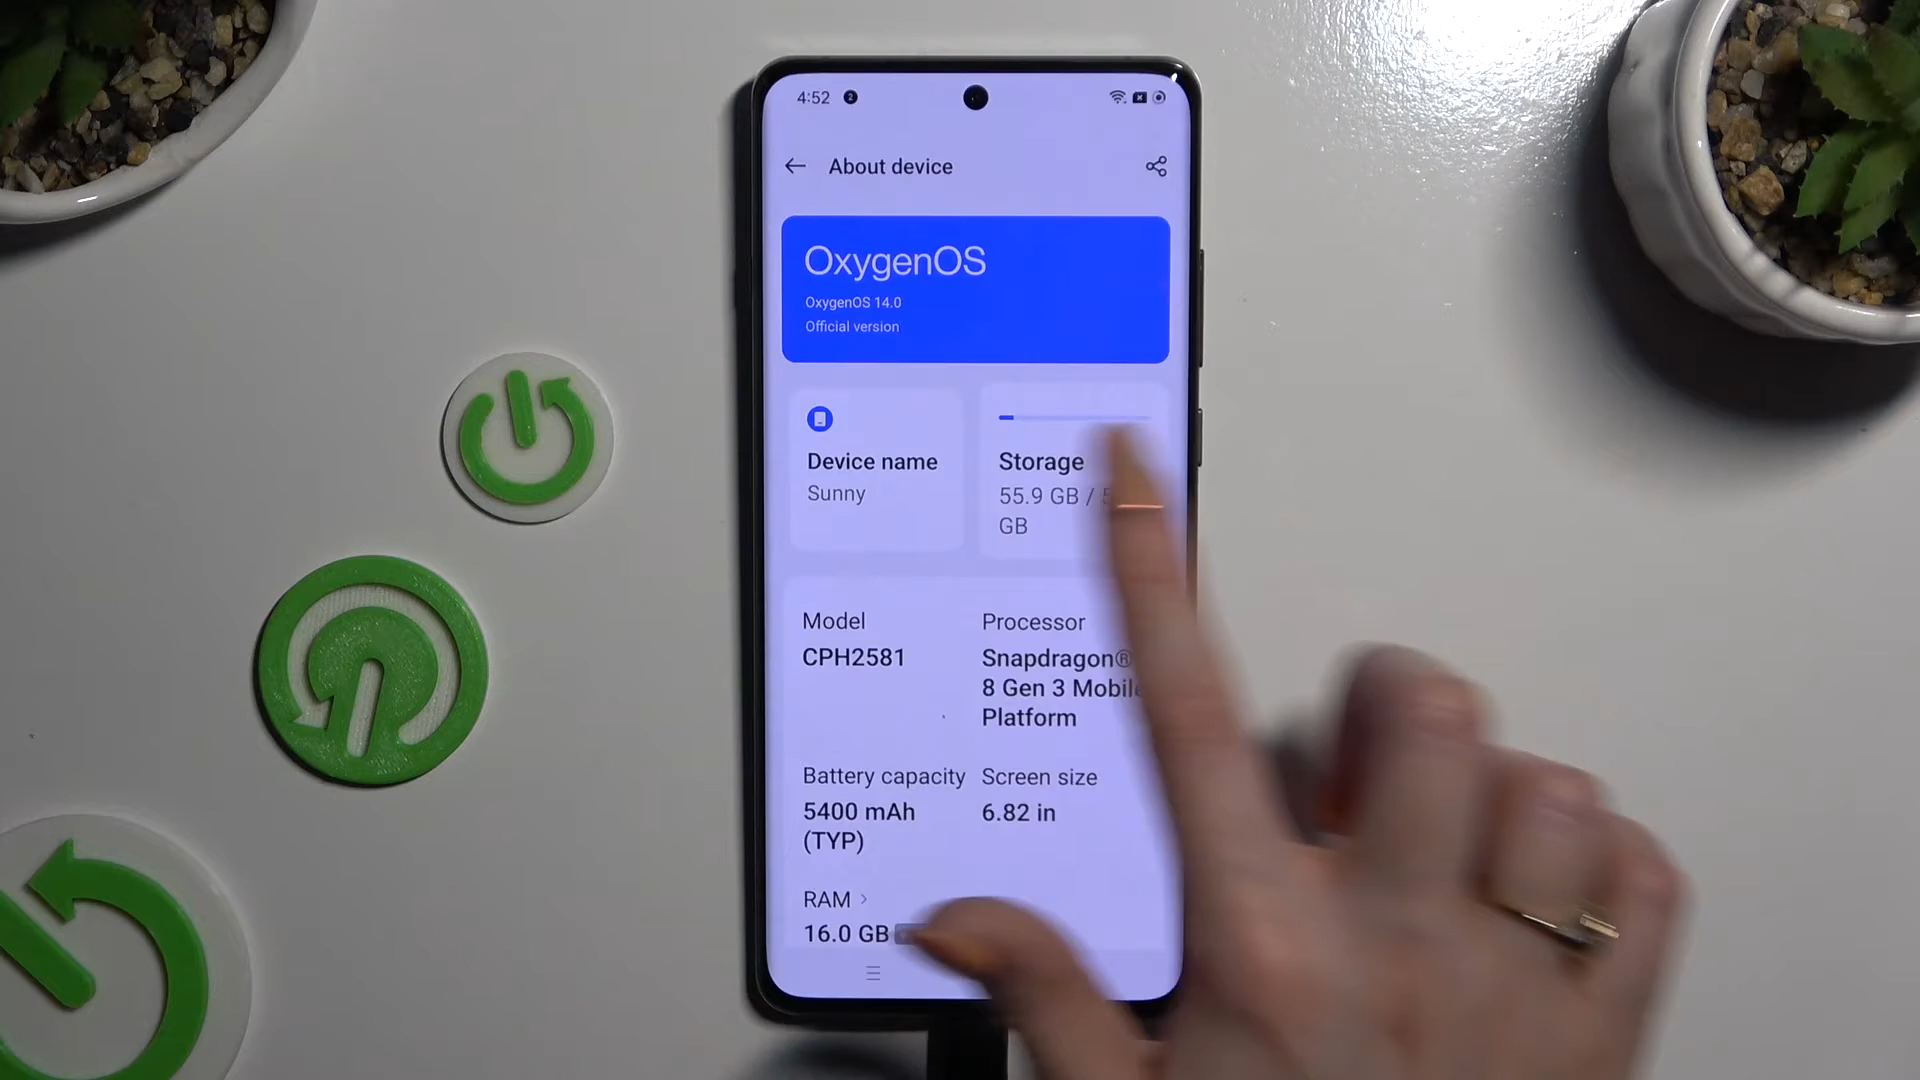 4:52 2
About device
OxygenOS
OxygenOS 14.0
Official version
Device name
Sunny
Storage
55.9 GB /
GB
Model
CPH2581
Processor
Snapdragon®
8 Gen 3 Mobile
Platform
Battery capacity
5400 mAh
(TYP)
Screen size
6.82 in
RAM >
16.0 GB